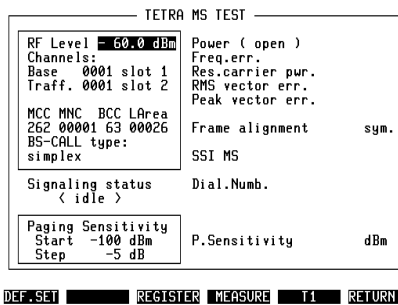 TETRA MS TEST
RF Level - 60.0 dBm
Channels:
Base 0001 slot 1
Traff. 0001 slot 2
MCC MNC BCC LArea
262 00001 63 00026
BS-CALL type:
simplex
Signaling status
< idle >
Paging Sensitivity
Start -100 dBm
Step -5 dB
Power ( open )
Freq.err.
Res.carrier pwr.
RMS vector err.
Peak vector err.
Frame alignment sym.
SSI MS
Dial.Numb.
P.Sensitivity dBm
DEF.SET REGISTER MEASURE T1 RETURN